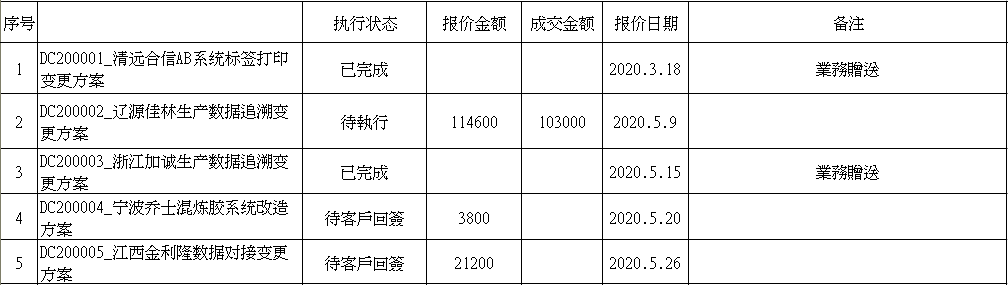 序号 执行状态 报价金额 成交金额 报价日期 备注
1 DC200001_清远合信AB系统标签打印 已完成 2020.3.18 業務贈送
变更方案
2 DC200002_辽源佳林生产数据追溯变 待執行 114600 103000 2020.5.9
更方案
3 DC200003_浙江加诚生产数据追溯变 已完成 2020.5.15 業務贈送
更方案
4 DC200004_宁波乔士混炼胶系统改造 待客戶回簽 3800 2020.5.20
方案
5 DC200005_江西金利隆数据对接变更 待客戶回簽 21200 2020.5.26
方案